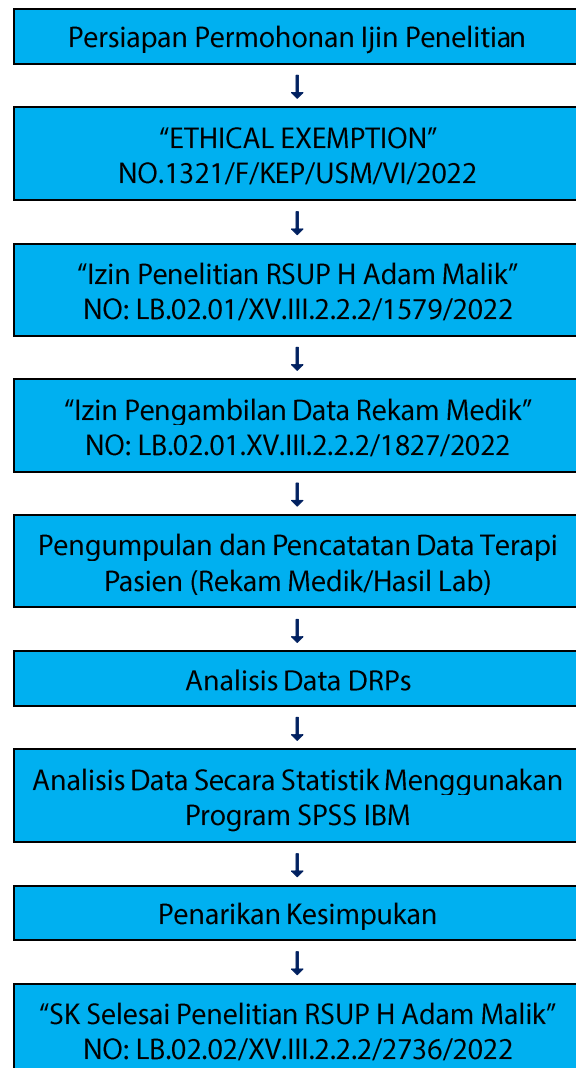 Persiapan Permohonan Ijin Penelitian
↓
“ETHICAL EXEMPTION”
NO.1321/F/KEP/USM/VI/2022
↓
“Izin Penelitian RSUP H Adam Malik”
NO: LB.02.01/XV.III.2.2.2/1579/2022
↓
“Izin Pengambilan Data Rekam Medik”
NO: LB.02.01.XV.III.2.2.2/1827/2022
↓
Pengumpulan dan Pencatatan Data Terapi
Pasien (Rekam Medik/Hasil Lab)
↓
Analisis Data DRPs
↓
Analisis Data Secara Statistik Menggunakan
Program SPSS IBM
↓
Penarikan Kesimpukan
↓
“SK Selesai Penelitian RSUP H Adam Malik”
NO: LB.02.02/XV.III.2.2.2/2736/2022